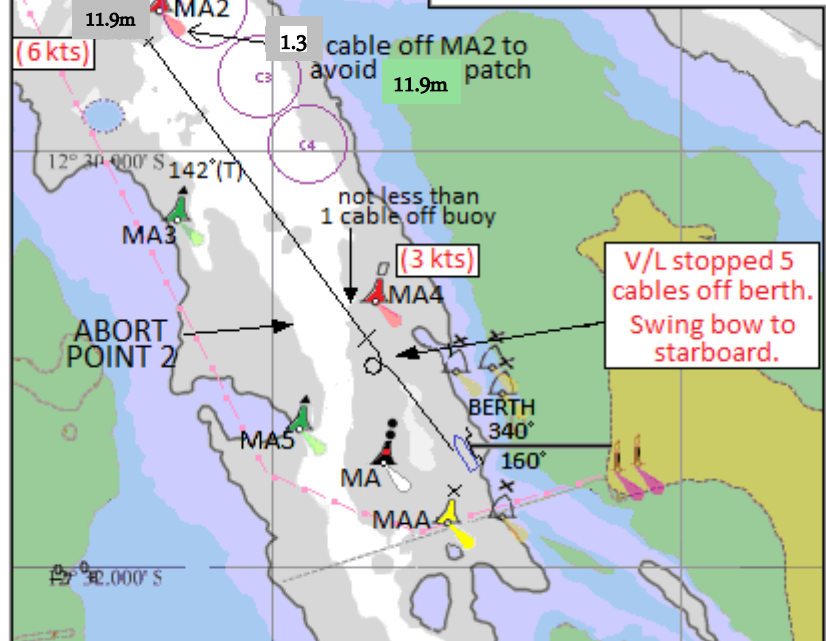 11.9m
MA2
(6 kts)
1.3 cable off MA2 to
avoid 11.9m patch
C3
C4
12° 30.000' S
142°(T)
not less than
1 cable off buoy
MA3
(3 kts)
MA4
V/L stopped 5
cables off berth.
Swing bow to
starboard.
ABORT
POINT 2
BERTH
340°
160°
MA5
MA
MAA
32.000' S